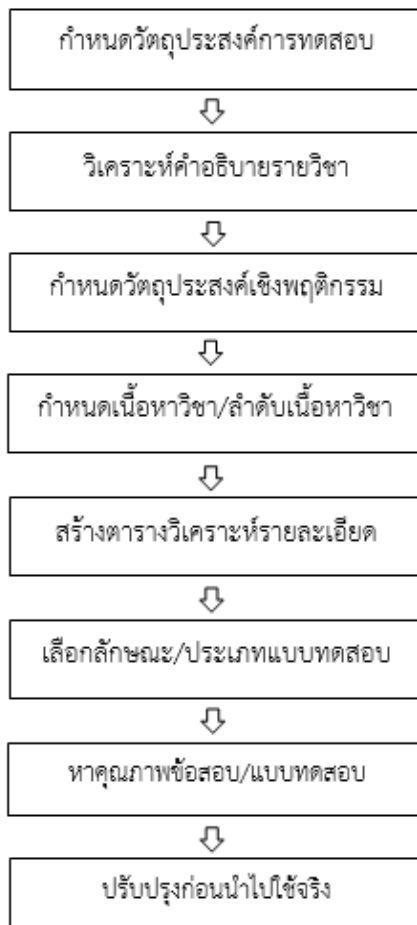 กำหนดวัตถุประสงค์การทดสอบ
วิเคราะห์คำอธิบายรายวิชา
กำหนดวัตถุประสงค์เชิงพฤติกรรม
กำหนดเนื้อหาวิชา/ลำดับเนื้อหาวิชา
สร้างตารางวิเคราะห์รายละเอียด
เลือกลักษณะ/ประเภทแบบทดสอบ
หาคุณภาพข้อสอบ/แบบทดสอบ
ปรับปรุงก่อนนำไปใช้จริง